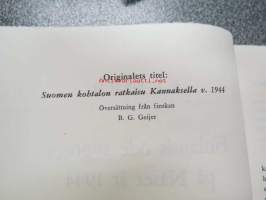 Originalets titel:
Suomen kohtalon ratkaisu Kannaksella v. 1944
Översättning från finskan
B. G. Geijer